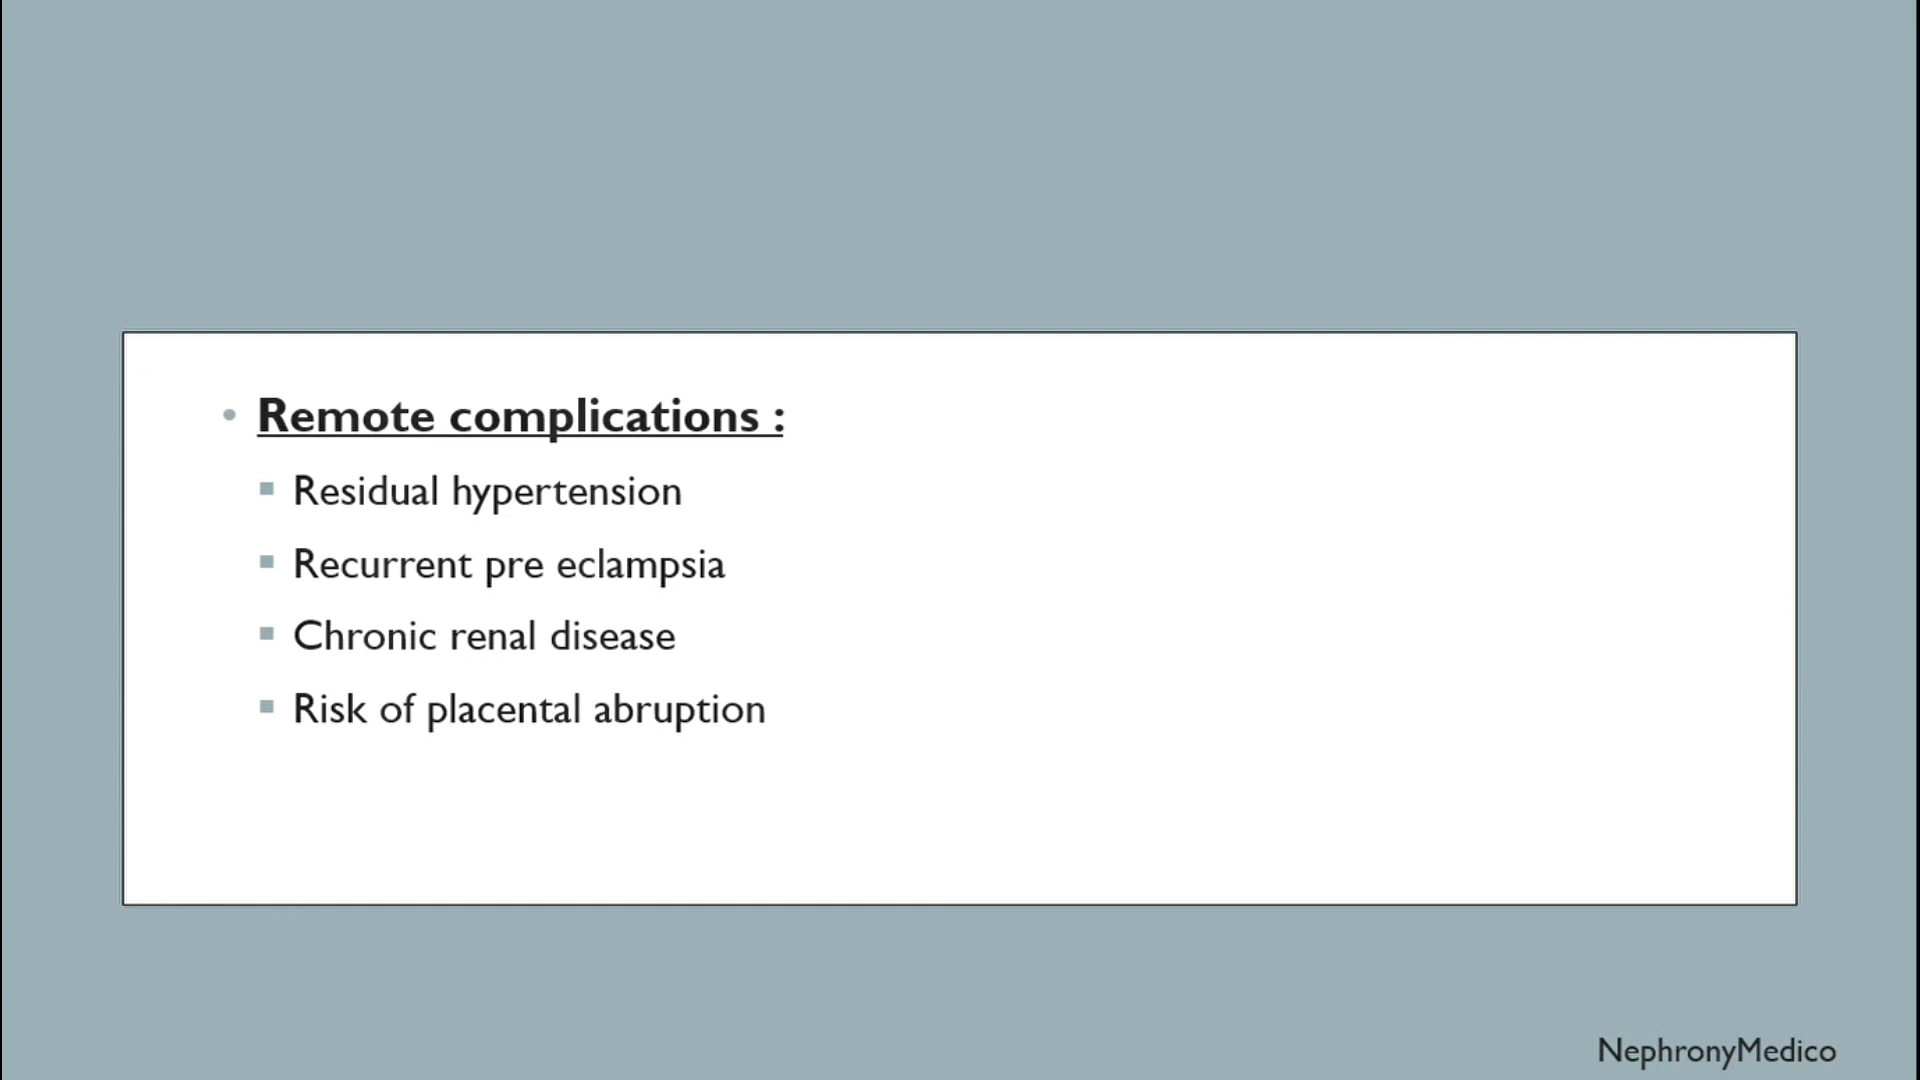 • Remote complications :
▪ Residual hypertension
▪ Recurrent pre eclampsia
▪ Chronic renal disease
▪ Risk of placental abruption
NephronyMedico